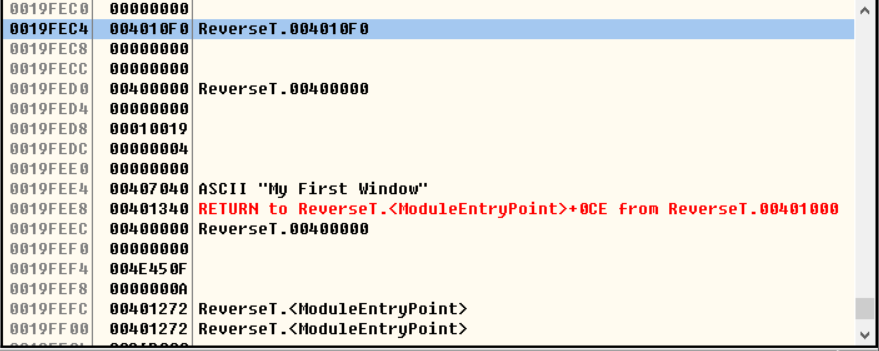 0019FEC0 00000000
0019FEC4 004010F0 ReverseT.004010F0
0019FEC8 00000000
0019FECC 00000000
0019FED0 00400000 ReverseT.00400000
0019FED4 00000000
0019FED8 00010019
0019FEDC 00000004
0019FEE0 00000000
0019FEE4 00407040 ASCII "My First Window"
0019FEE8 00401340 RETURN to ReverseT.<ModuleEntryPoint>+0CE from ReverseT.00401000
0019FEEC 00400000 ReverseT.00400000
0019FEF0 00000000
0019FEF4 004E450F
0019FEF8 0000000A
0019FEFC 00401272 ReverseT.<ModuleEntryPoint>
0019FF00 00401272 ReverseT.<ModuleEntryPoint>